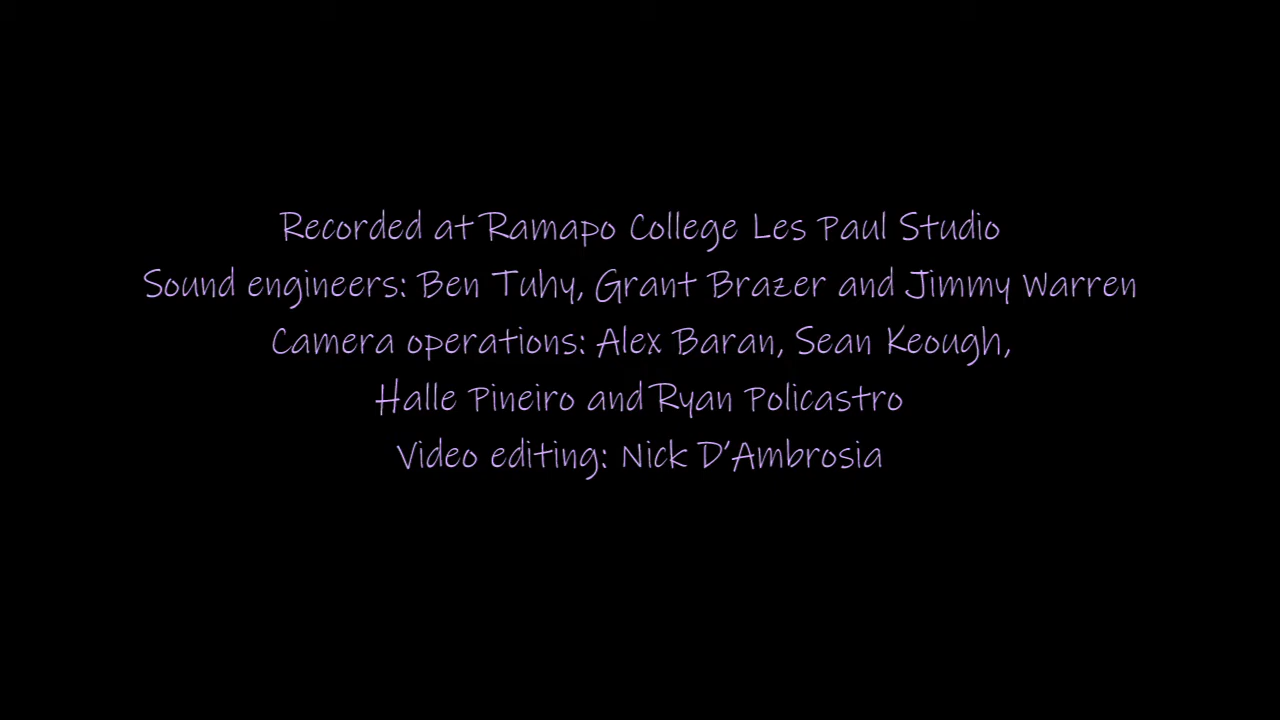 Recorded at Ramapo College Les Paul Studio
Sound engineers: Ben Tuhy, Grant Brazer and Jimmy Warren
Camera operations: Alex Baran, Sean Keough,
Halle Pineiro and Ryan Policastro
Video editing: Nick D'Ambrosia